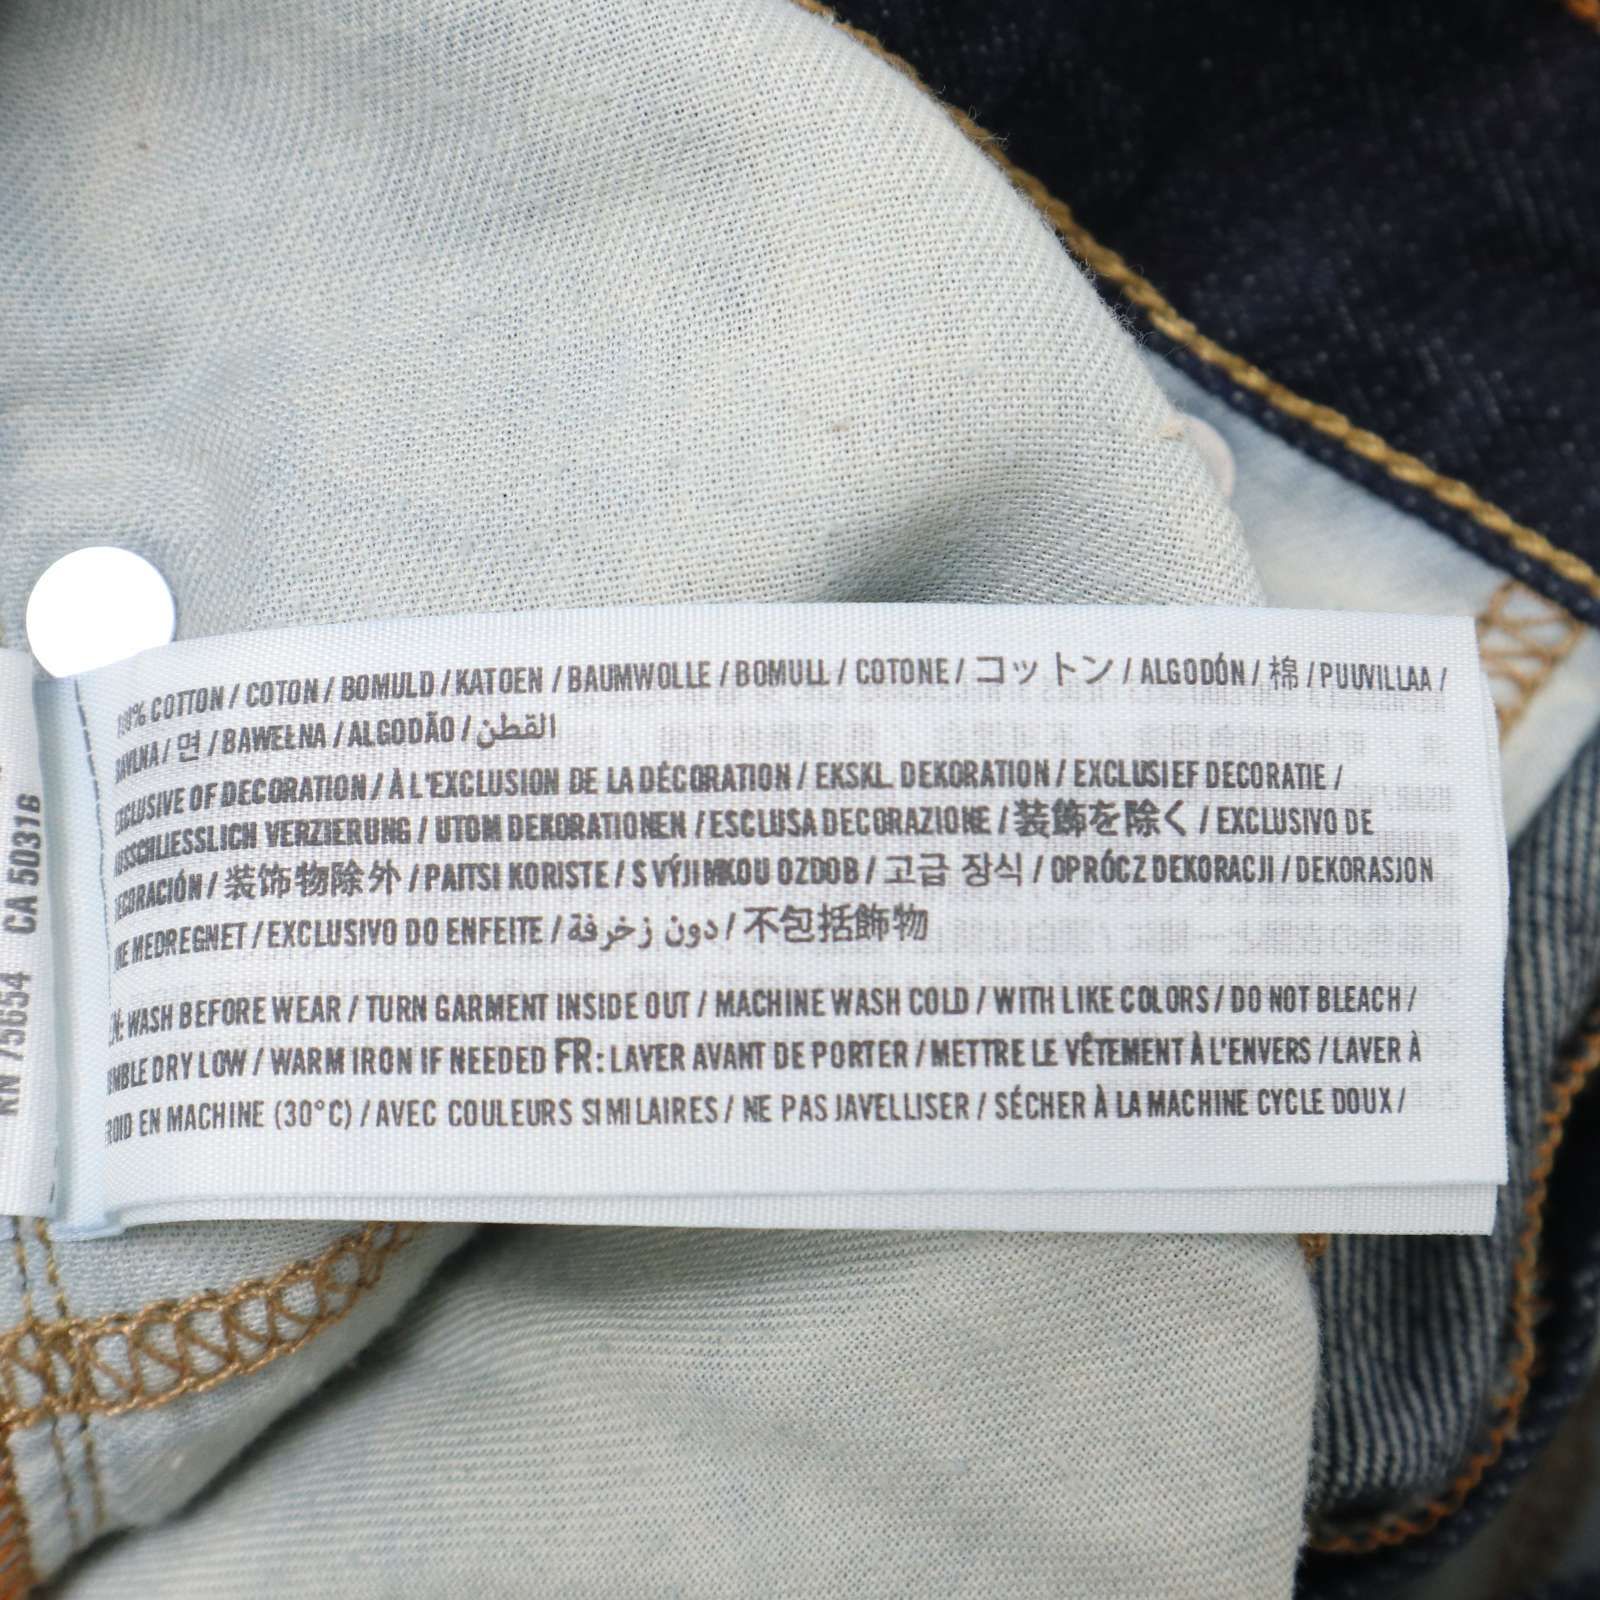 100% COTTON / COTON / BOMULD / KATOEN / BAUMWOLLE / BOMULL / COTONE / コットン / ALGODÓN / 棉 / PUUVILLAA /
BAVLNA / 면 / BAWEŁNA / ALGODÃO / القطن
EXCLUSIVE OF DECORATION / À L'EXCLUSION DE LA DÉCORATION / EKSKL. DEKORATION / EXCLUSIEF DECORATIE /
AUSSCHLIESSLICH VERZIERUNG / UTOM DEKORATIONEN / ESCLUSA DECORAZIONE / 装飾を除く / EXCLUSIVO DE
DECORACIÓN / 装饰物除外 / PAITSI KORISTE / S VÝJIMKOU OZDOB / 고급 장식 / OPRÓCZ DEKORACJI / DEKORASJON
MEDREGNET / EXCLUSIVO DO ENFEITE / دون زخرفة / 不包括飾物
EN: WASH BEFORE WEAR / TURN GARMENT INSIDE OUT / MACHINE WASH COLD / WITH LIKE COLORS / DO NOT BLEACH /
TUMBLE DRY LOW / WARM IRON IF NEEDED FR: LAVER AVANT DE PORTER / METTRE LE VÊTEMENT À L'ENVERS / LAVER À
FROID EN MACHINE (30°C) / AVEC COULEURS SIMILAIRES / NE PAS JAVELLISER / SÉCHER À LA MACHINE CYCLE DOUX /
RN 75654 CA 50316